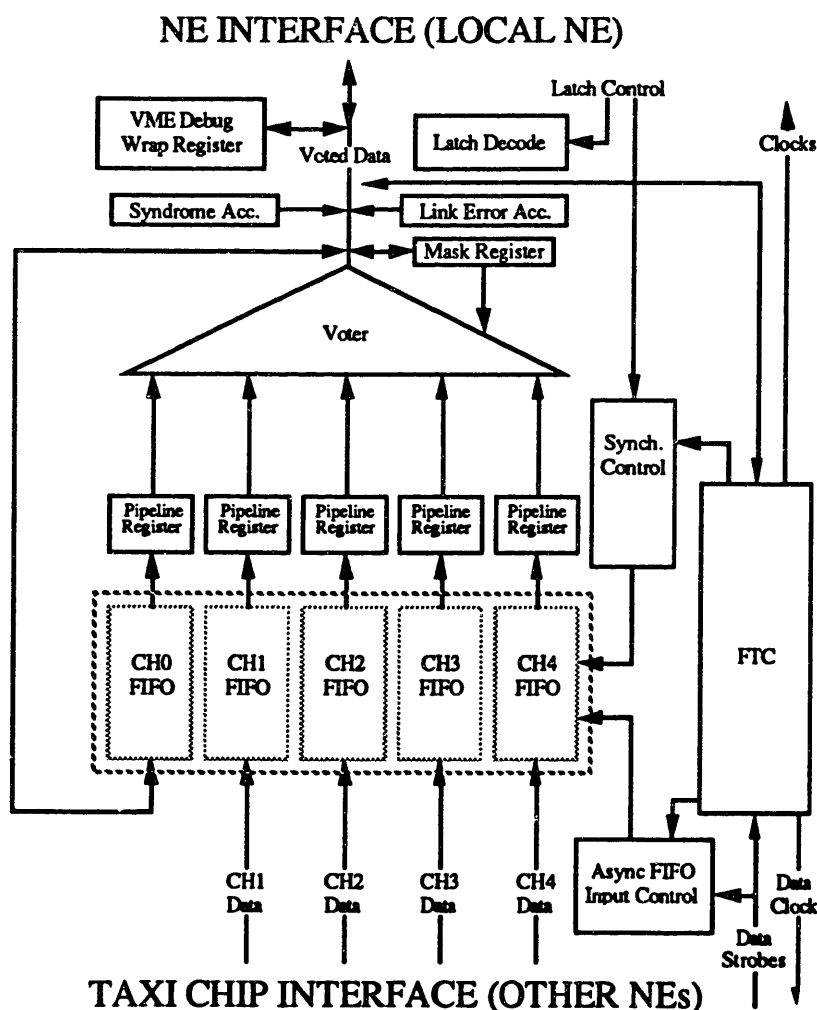 NE INTERFACE (LOCAL NE)
VME Debug
Wrap Register
Voted Data
Latch Control
Latch Decode
Clocks
Syndrome Acc.
Link Error Acc.
Mask Register
Voter
Synch.
Control
Pipeline
Register
Pipeline
Register
Pipeline
Register
Pipeline
Register
Pipeline
Register
CH0
FIFO
CH1
FIFO
CH2
FIFO
CH3
FIFO
CH4
FIFO
FTC
CH1
Data
CH2
Data
CH3
Data
CH4
Data
Async FIFO
Input Control
Data
Clock
Data
Strobes
TAXI CHIP INTERFACE (OTHER NEs)